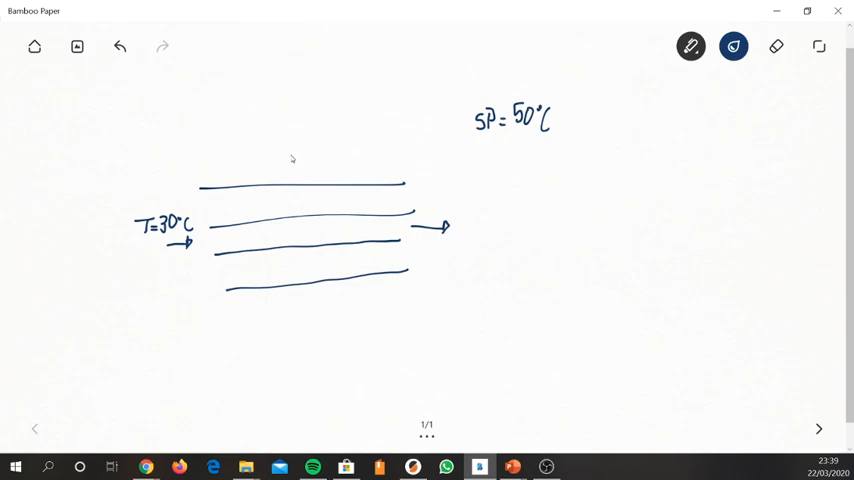 Bamboo Paper
SP = 50°C
T=30°C
1/1
23:39
22/03/2020